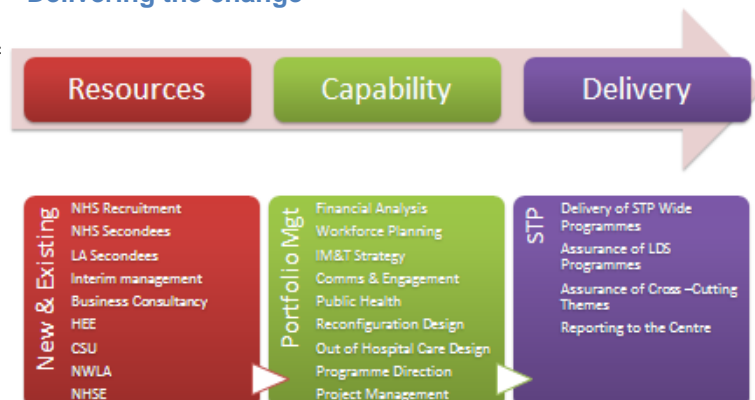 Delivering the change
Resources
Capability
Delivery
New & Existing
NHS Recruitment
NHS Secondees
LA Secondees
Interim management
Business Consultancy
HEE
CSU
NWLA
NHSE
Portfolio Mgt
Financial Analysis
Workforce Planning
IM&T Strategy
Comms & Engagement
Public Health
Reconfiguration Design
Out of Hospital Care Design
Programme Direction
Project Management
STP
Delivery of STP Wide
Programmes
Assurance of LDS
Programmes
Assurance of Cross –Cutting
Themes
Reporting to the Centre